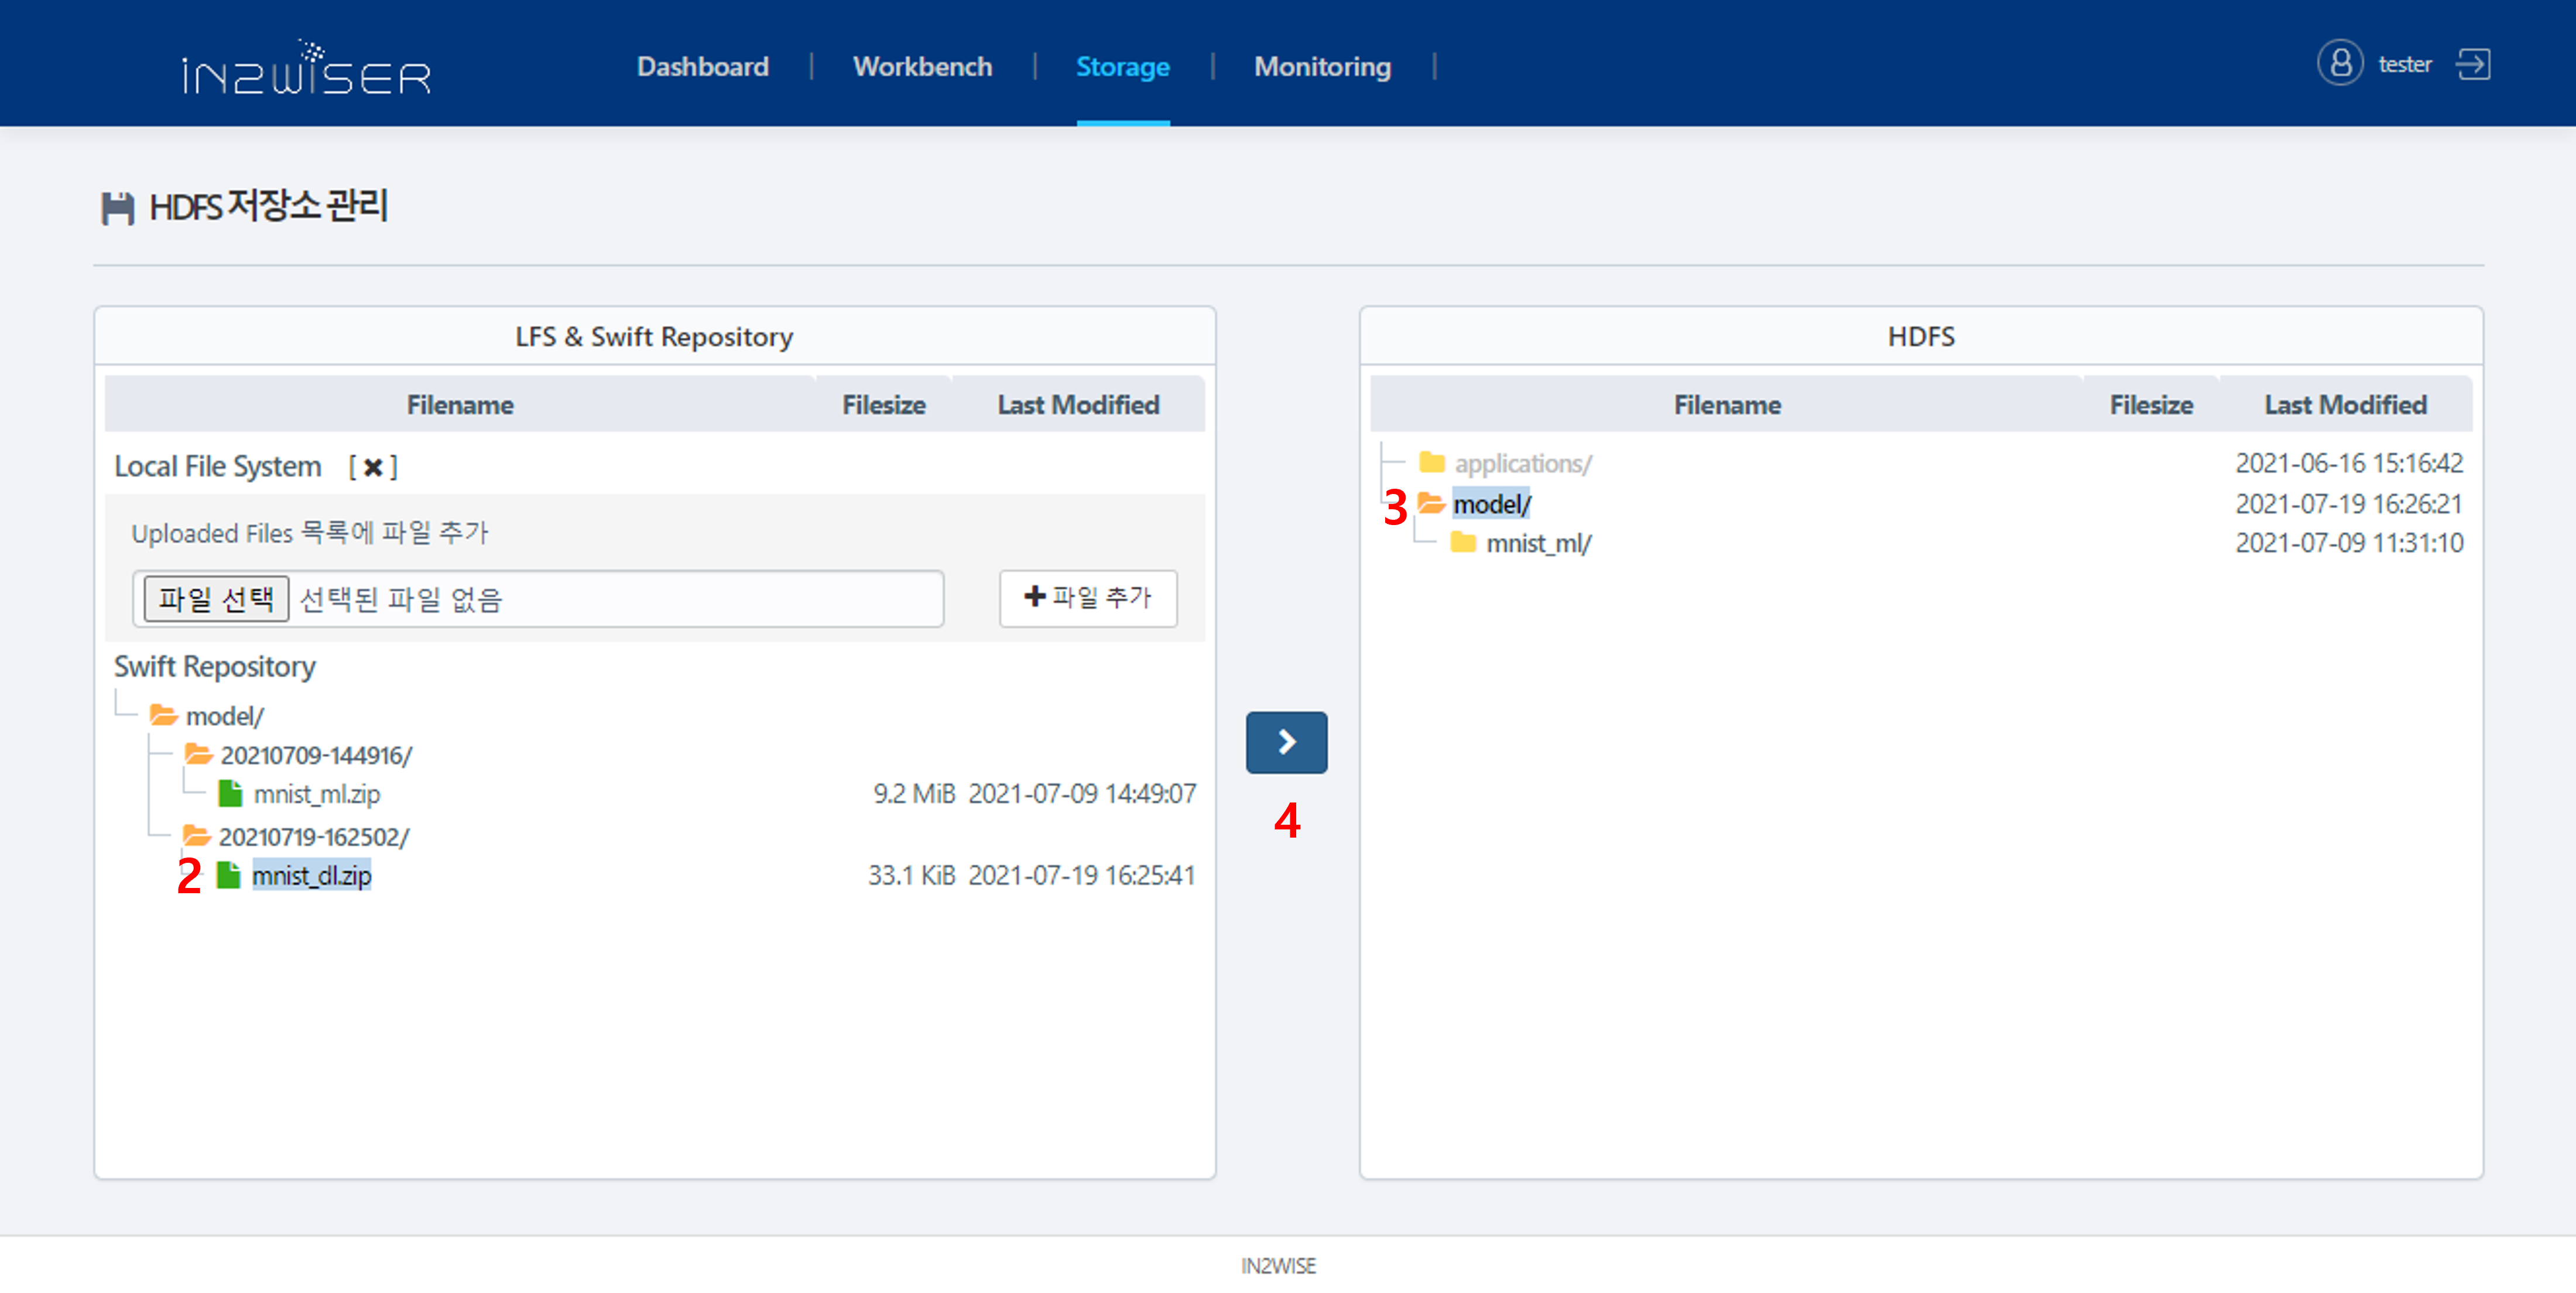 IN2WISER
Dashboard | Workbench | Storage | Monitoring |
tester
HDFS 저장소 관리
LFS & Swift Repository
Filename Filesize Last Modified
Local File System [✖]
Uploaded Files 목록에 파일 추가
파일 선택 선택된 파일 없음
+ 파일 추가
Swift Repository
model/
20210709-144916/
mnist_ml.zip 9.2 MiB 2021-07-09 14:49:07
20210719-162502/
2 mnist_dl.zip 33.1 KiB 2021-07-19 16:25:41
4
HDFS
Filename Filesize Last Modified
applications/ 2021-06-16 15:16:42
3 model/ 2021-07-19 16:26:21
mnist_ml/ 2021-07-09 11:31:10
IN2WISE